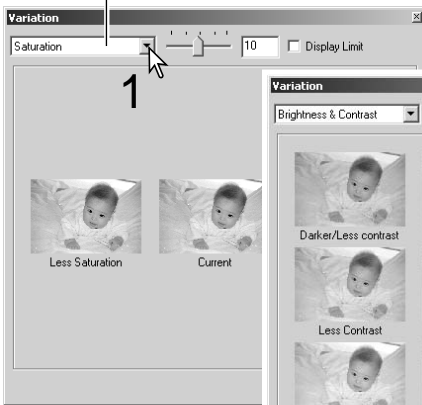 Variation
Saturation
10
Display Limit
1
Less Saturation
Current
Variation
Brightness & Contrast
Darker/Less contrast
Less Contrast